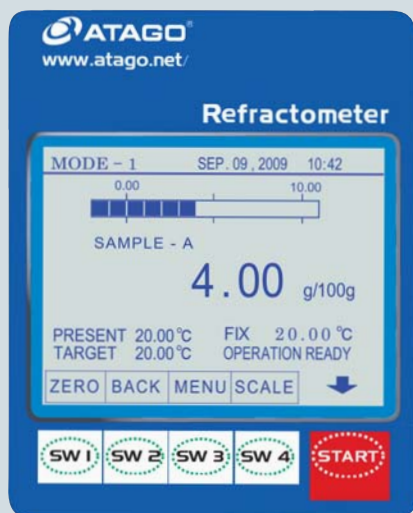 ATAGO®
www.atago.net/
Refractometer
MODE - 1 SEP. 09 , 2009 10:42
0.00 10.00
SAMPLE - A
4.00 g/100g
PRESENT 20.00℃ FIX 20.00℃
TARGET 20.00℃ OPERATION READY
ZERO BACK MENU SCALE
SW 1 SW 2 SW 3 SW 4 START